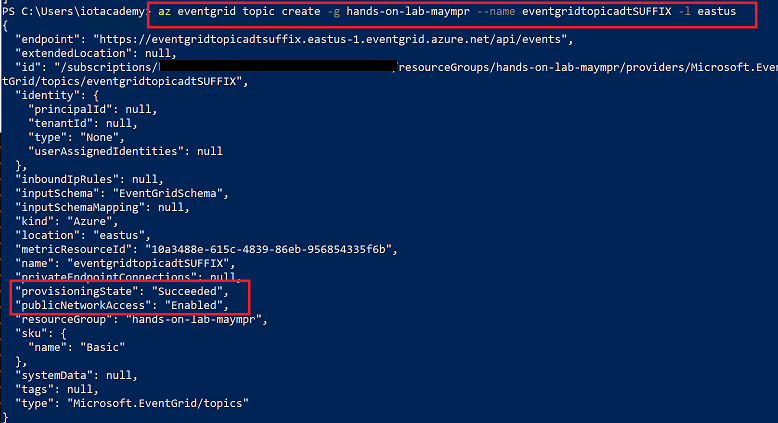 PS C:\Users\iotacademy> az eventgrid topic create -g hands-on-lab-maympr --name eventgridtopicadtSUFFIX -l eastus
{
  "endpoint": "https://eventgridtopicadtsuffix.eastus-1.eventgrid.azure.net/api/events",
  "extendedLocation": null,
  "id": "/subscriptions/ /resourceGroups/hands-on-lab-maympr/providers/Microsoft.Even
tGrid/topics/eventgridtopicadtSUFFIX",
  "identity": {
    "principalId": null,
    "tenantId": null,
    "type": "None",
    "userAssignedIdentities": null
  },
  "inboundIpRules": null,
  "inputSchema": "EventGridSchema",
  "inputSchemaMapping": null,
  "kind": "Azure",
  "location": "eastus",
  "metricResourceId": "10a3488e-615c-4839-86eb-956854335f6b",
  "name": "eventgridtopicadtSUFFIX",
  "privateEndpointConnections": null,
  "provisioningState": "Succeeded",
  "publicNetworkAccess": "Enabled",
  "resourceGroup": "hands-on-lab-maympr",
  "sku": {
    "name": "Basic"
  },
  "systemData": null,
  "tags": null,
  "type": "Microsoft.EventGrid/topics"
}